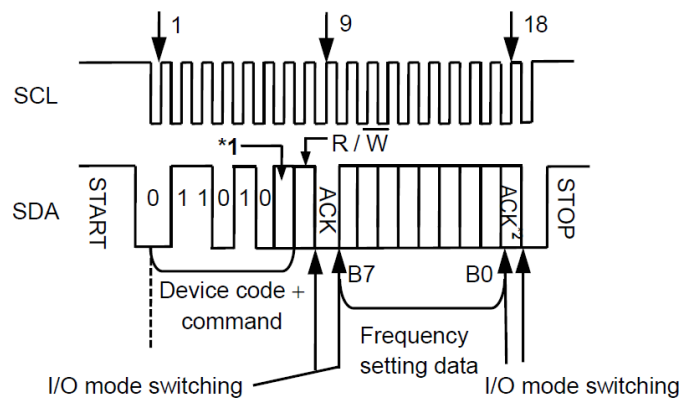 1 9 18
SCL
*1 R / W
SDA START 0 1 1 0 1 0 ACK ACK*2 STOP
B7 B0
Device code +
command
Frequency
setting data
I/O mode switching I/O mode switching